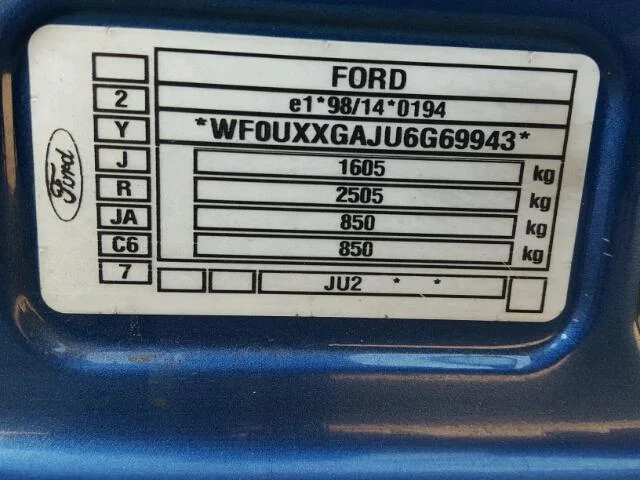 FORD
2 e1*98/14*0194
Y *WF0UXXGAJU6G69943*
J 1605 kg
R 2505 kg
JA 850 kg
C6 850 kg
7 JU2 * *
Ford